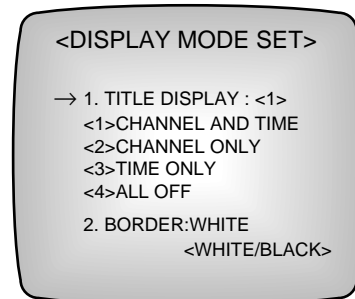 <DISPLAY MODE SET>
→ 1. TITLE DISPLAY : <1>
<1>CHANNEL AND TIME
<2>CHANNEL ONLY
<3>TIME ONLY
<4>ALL OFF
2. BORDER:WHITE
<WHITE/BLACK>